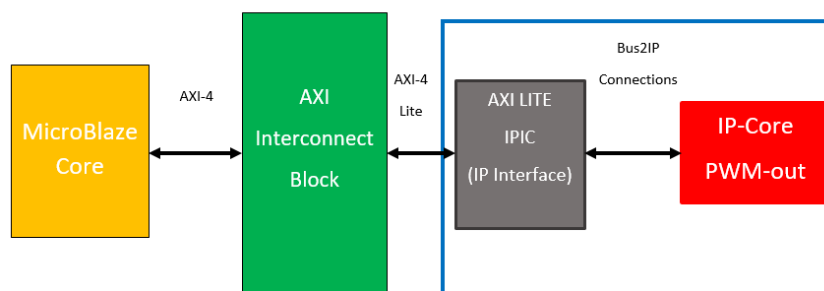 MicroBlaze
Core
AXI-4
AXI
Interconnect
Block
AXI-4
Lite
AXI LITE
IPIC
(IP Interface)
Bus2IP
Connections
IP-Core
PWM-out